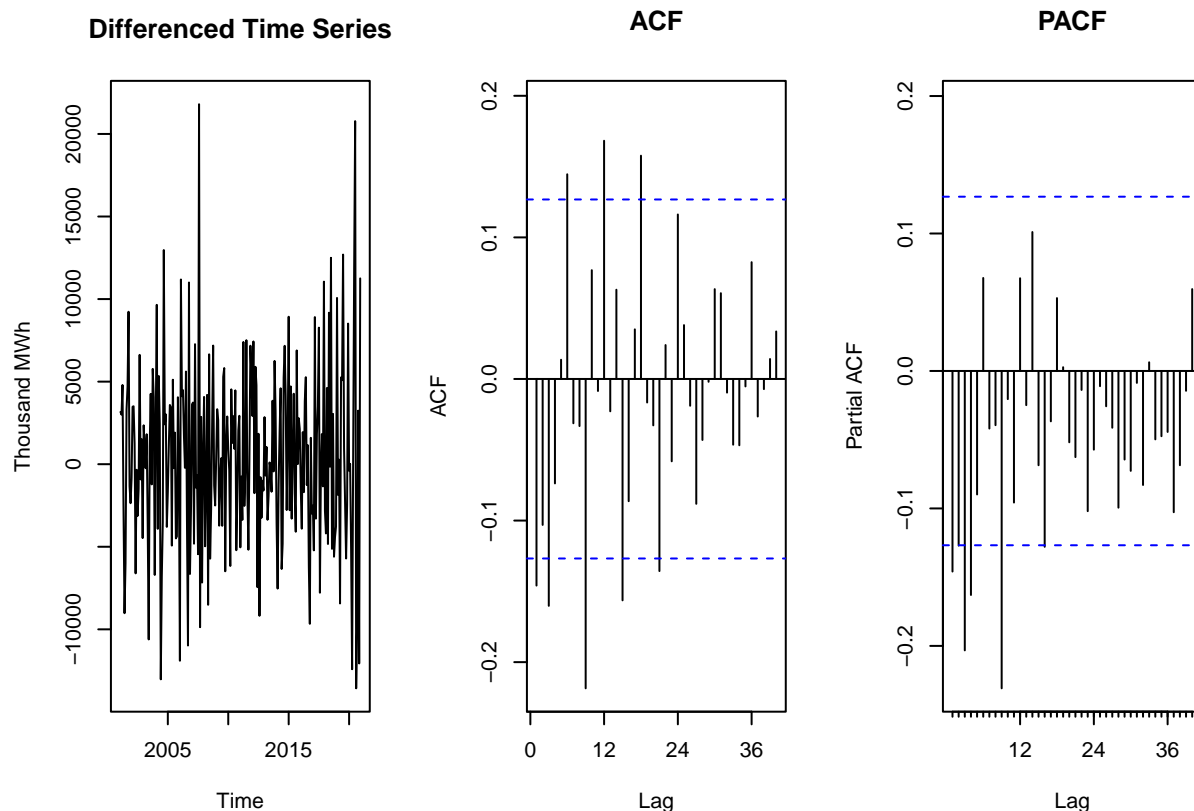 Differenced Time Series
Thousand MWh
20000
15000
10000
5000
0
−10000
2005
2015
Time
ACF
ACF
0.2
0.1
0.0
−0.1
−0.2
0
12
24
36
Lag
PACF
Partial ACF
0.2
0.1
0.0
−0.1
−0.2
12
24
36
Lag